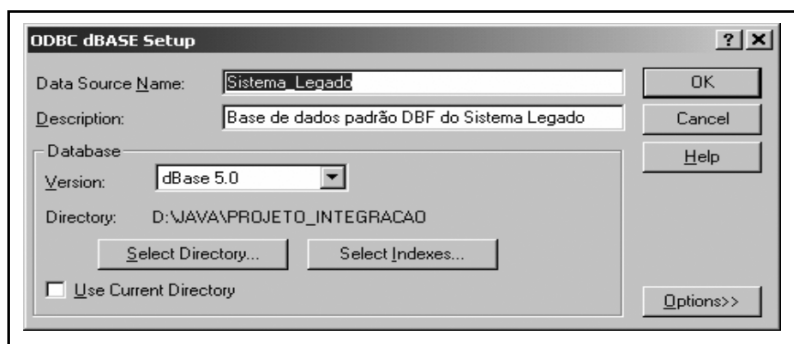 ODBC dBASE Setup
? X
Data Source Name: Sistema_Legado OK
Description: Base de dados padrão DBF do Sistema Legado Cancel
Database Help
Version: dBase 5.0
Directory: D:\JAVA\PROJETO_INTEGRACAO
Select Directory... Select Indexes...
Use Current Directory
Options>>